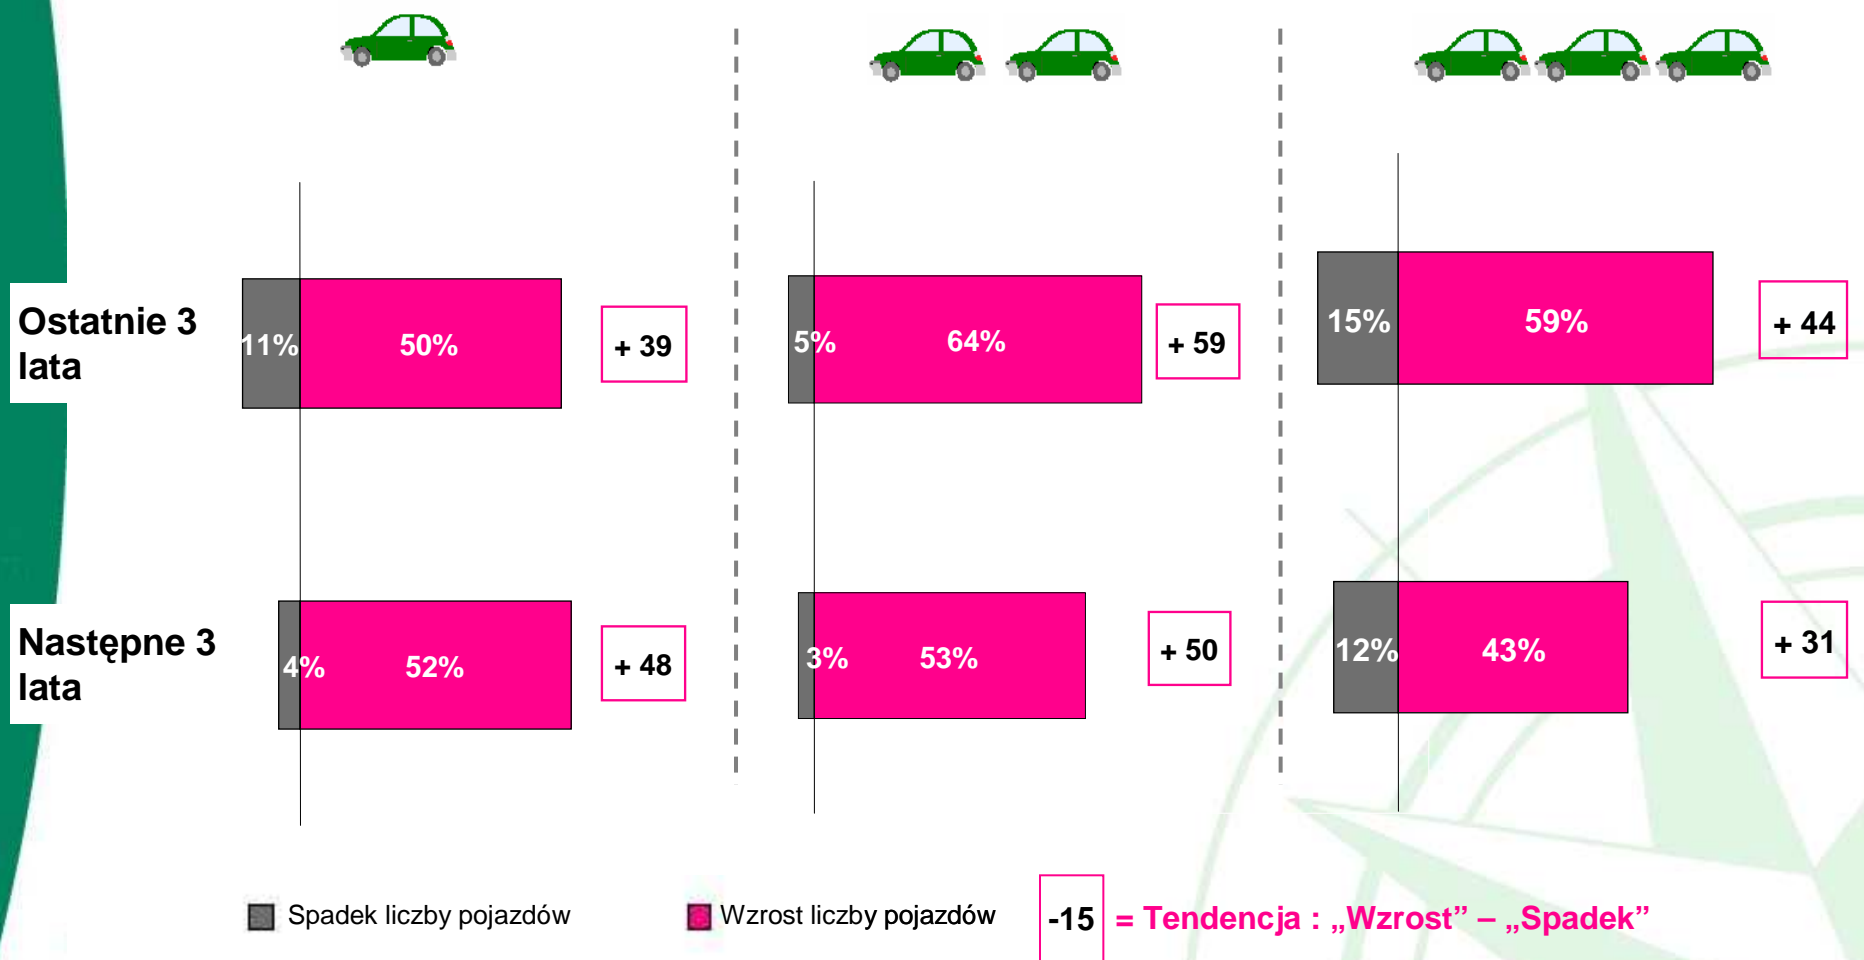 Ostatnie 3
lata
11%
50%
+ 39
5%
64%
+ 59
15%
59%
+ 44
Następne 3
lata
4%
52%
+ 48
3%
53%
+ 50
12%
43%
+ 31
Spadek liczby pojazdów
Wzrost liczby pojazdów
-15 = Tendencja : „Wzrost” – „Spadek”